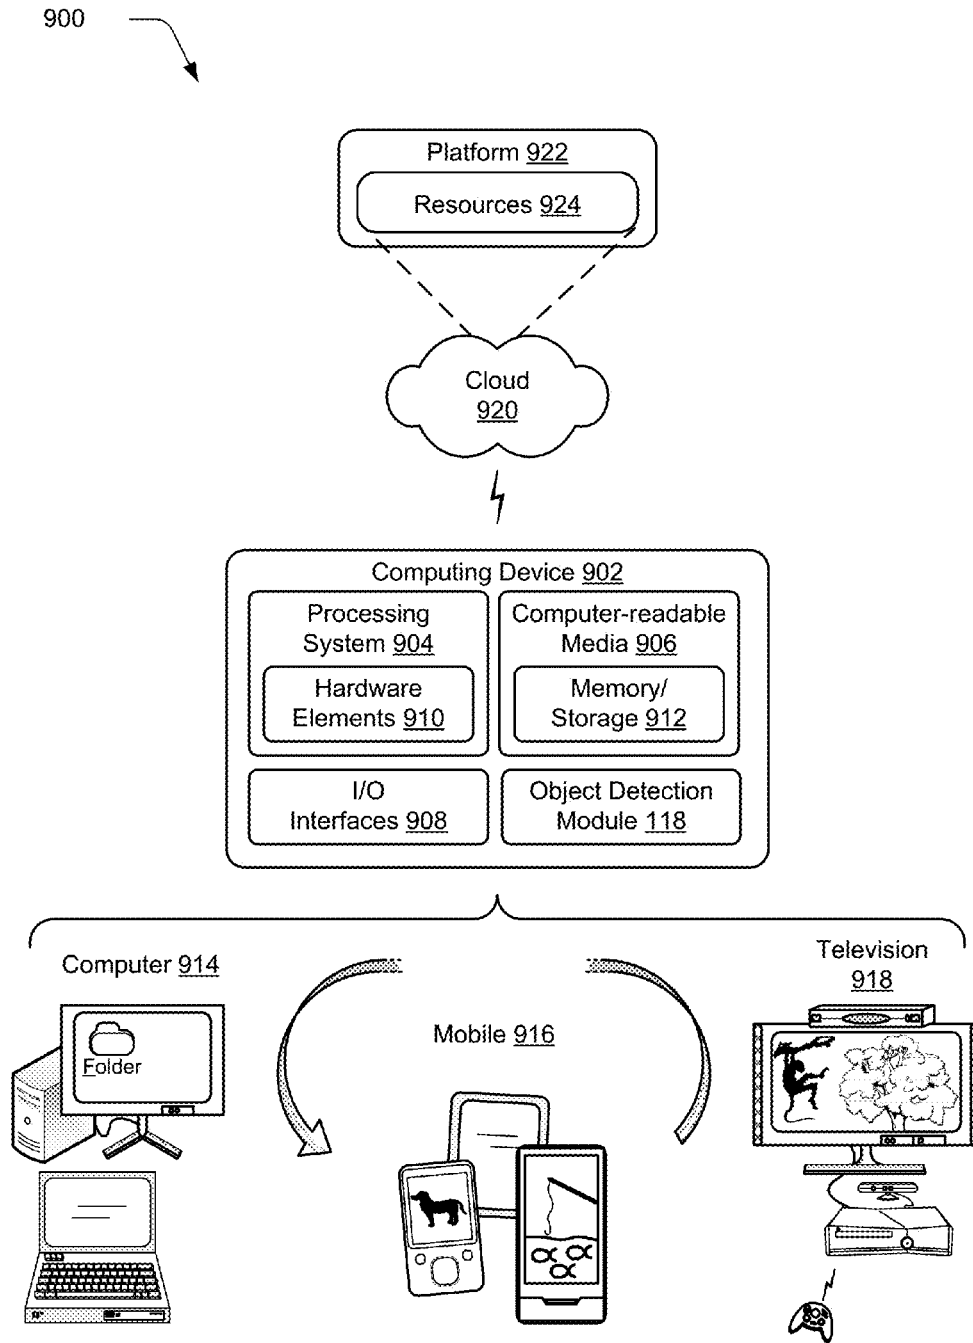 900
Platform 922
Resources 924
Cloud
920
Computing Device 902
Processing
System 904
Hardware
Elements 910
Computer-readable
Media 906
Memory/
Storage 912
I/O
Interfaces 908
Object Detection
Module 118
Computer 914
Folder
Mobile 916
Television
918